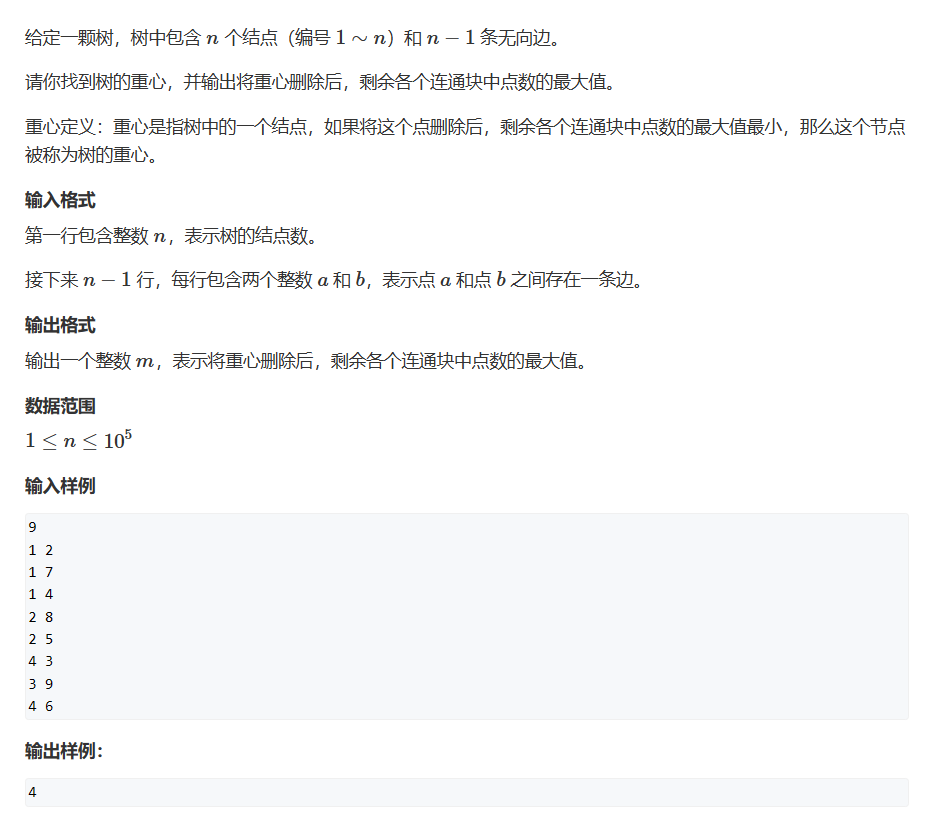 给定一颗树，树中包含 n 个结点（编号 1 ∼ n）和 n − 1 条无向边。
请你找到树的重心，并输出将重心删除后，剩余各个连通块中点数的最大值。
重心定义：重心是指树中的一个结点，如果将这个点删除后，剩余各个连通块中点数的最大值最小，那么这个节点
被称为树的重心。
输入格式
第一行包含整数 n，表示树的结点数。
接下来 n − 1 行，每行包含两个整数 a 和 b，表示点 a 和点 b 之间存在一条边。
输出格式
输出一个整数 m，表示将重心删除后，剩余各个连通块中点数的最大值。
数据范围
1 ≤ n ≤ 10⁵
输入样例
9
1 2
1 7
1 4
2 8
2 5
4 3
3 9
4 6
输出样例：
4